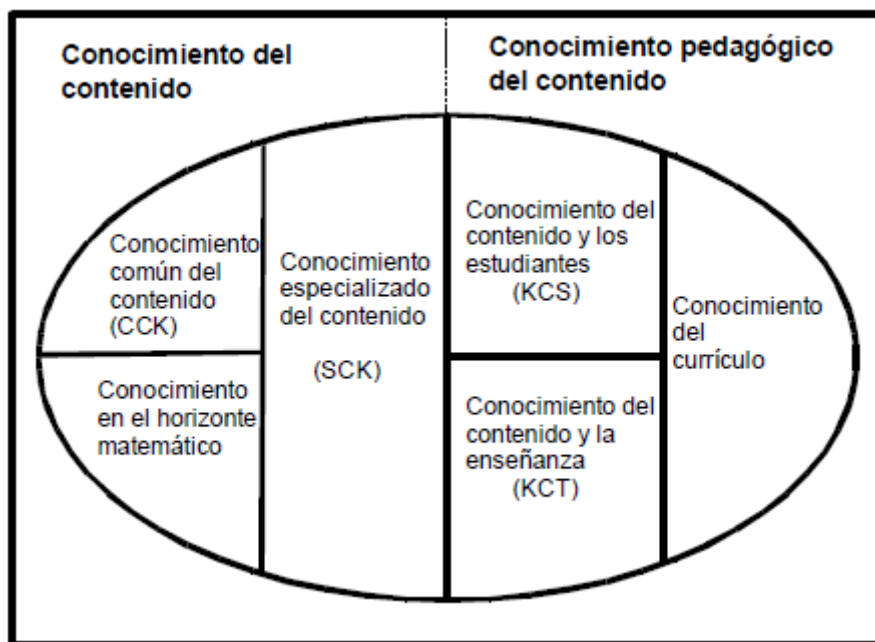 Conocimiento del
contenido
Conocimiento pedagógico
del contenido
Conocimiento
común del
contenido
(CCK)
Conocimiento
en el horizonte
matemático
Conocimiento
especializado
del contenido
(SCK)
Conocimiento del
contenido y los
estudiantes
(KCS)
Conocimiento del
contenido y la
enseñanza
(KCT)
Conocimiento
del
currículo